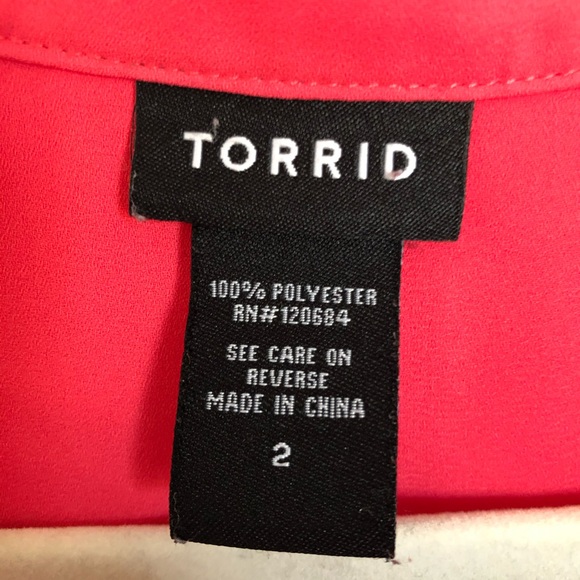 TORRID
100% POLYESTER
RN#120684
SEE CARE ON
REVERSE
MADE IN CHINA
2